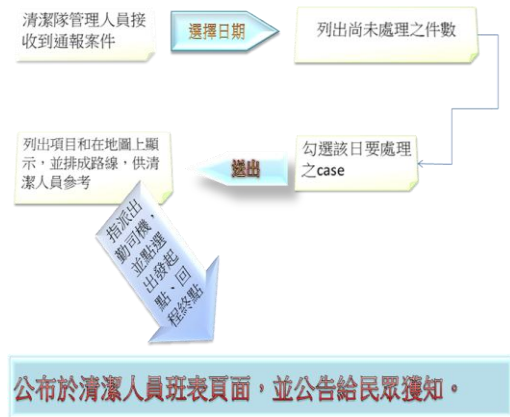 清潔隊管理人員接
收到通報案件
選擇日期
列出尚未處理之件數
勾選該日要處理
之case
送出
列出項目和在地圖上顯
示，並排成路線，供清
潔人員參考
指派出
勤司機，
並點選
出發起
點、回
程終點
公布於清潔人員班表頁面，並公告給民眾獲知。